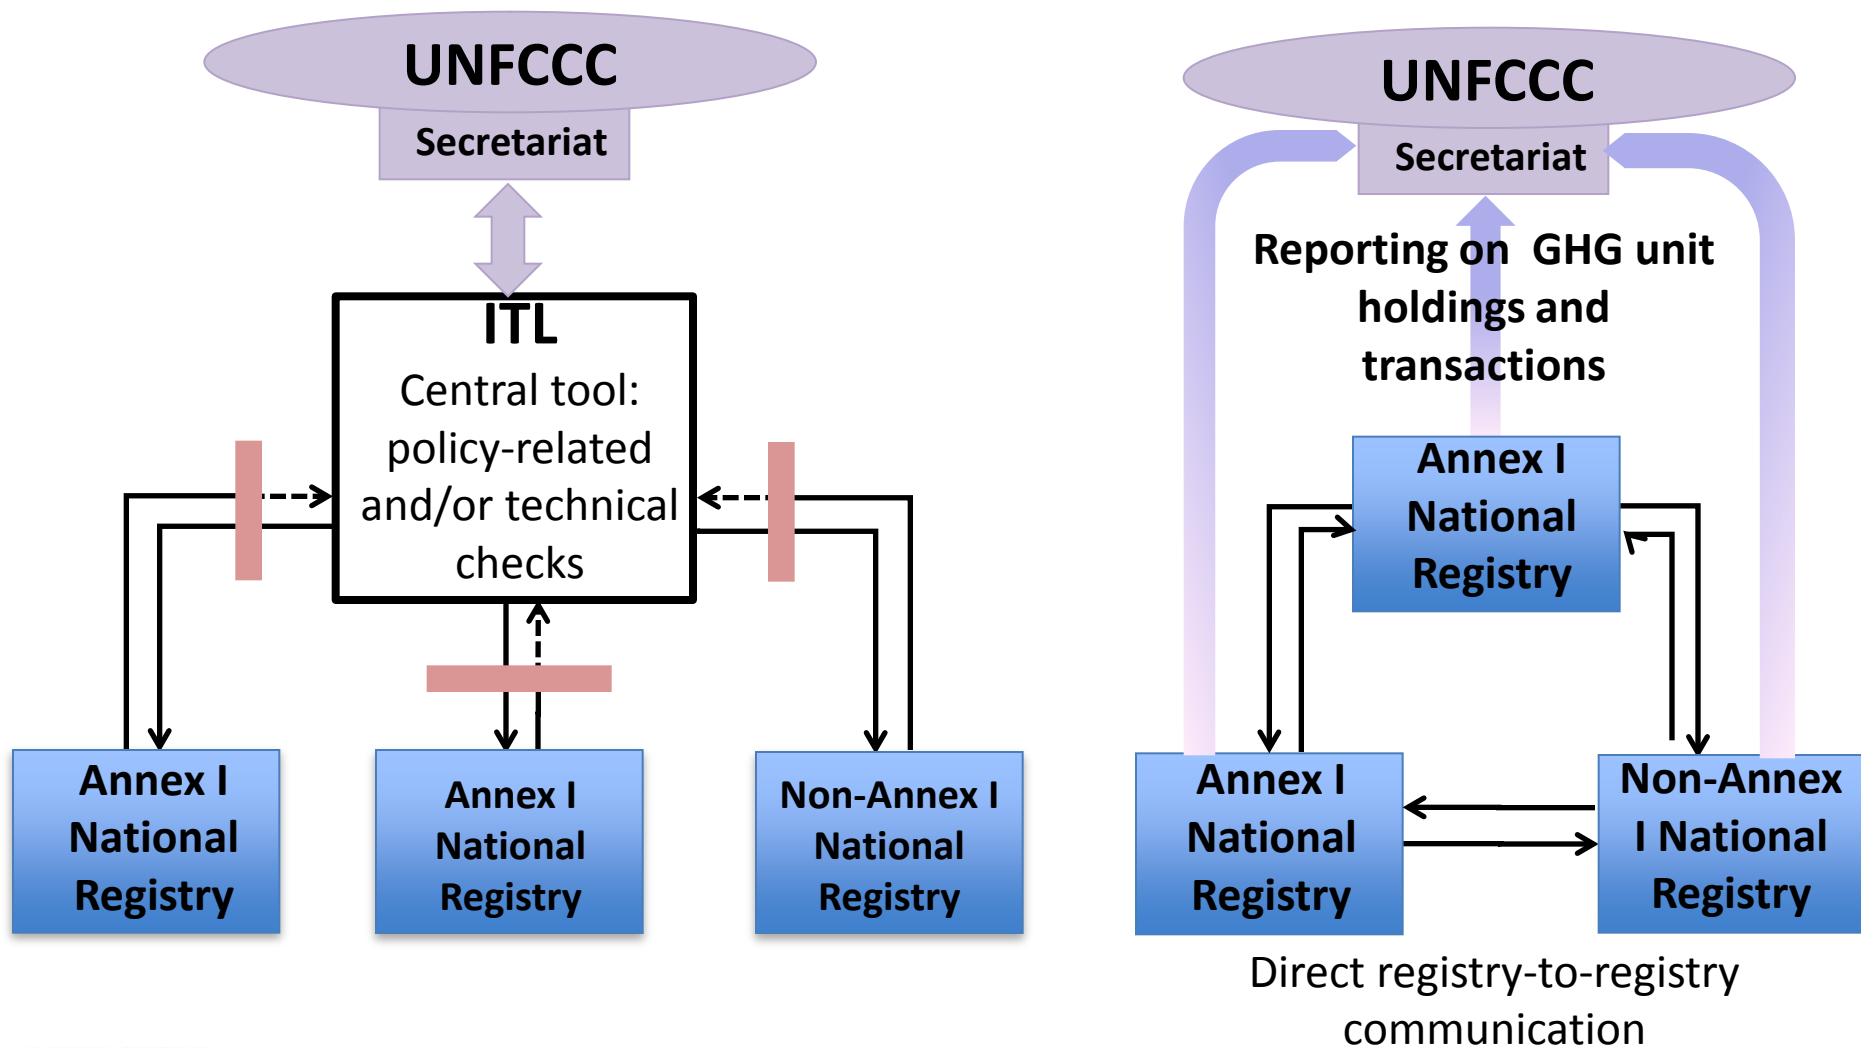 UNFCCC
Secretariat
ITL
Central tool:
policy-related
and/or technical
checks
Annex I
National
Registry
Annex I
National
Registry
Non-Annex I
National
Registry
UNFCCC
Secretariat
Reporting on GHG unit
holdings and
transactions
Annex I
National
Registry
Annex I
National
Registry
Non-Annex
I National
Registry
Direct registry-to-registry
communication